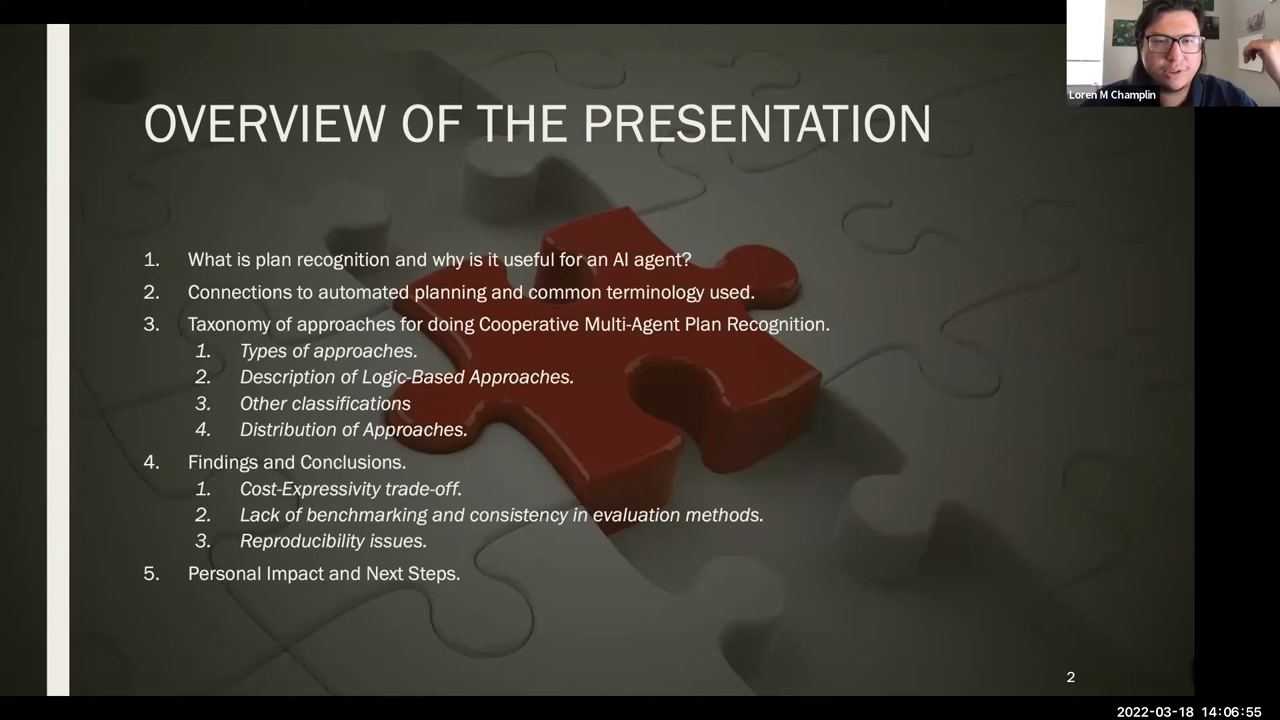 Loren M Champlin
OVERVIEW OF THE PRESENTATION
1. What is plan recognition and why is it useful for an AI agent?
2. Connections to automated planning and common terminology used.
3. Taxonomy of approaches for doing Cooperative Multi-Agent Plan Recognition.
1. Types of approaches.
2. Description of Logic-Based Approaches.
3. Other classifications
4. Distribution of Approaches.
4. Findings and Conclusions.
1. Cost-Expressivity trade-off.
2. Lack of benchmarking and consistency in evaluation methods.
3. Reproducibility issues.
5. Personal Impact and Next Steps.
2
2022-03-18 14:06:55